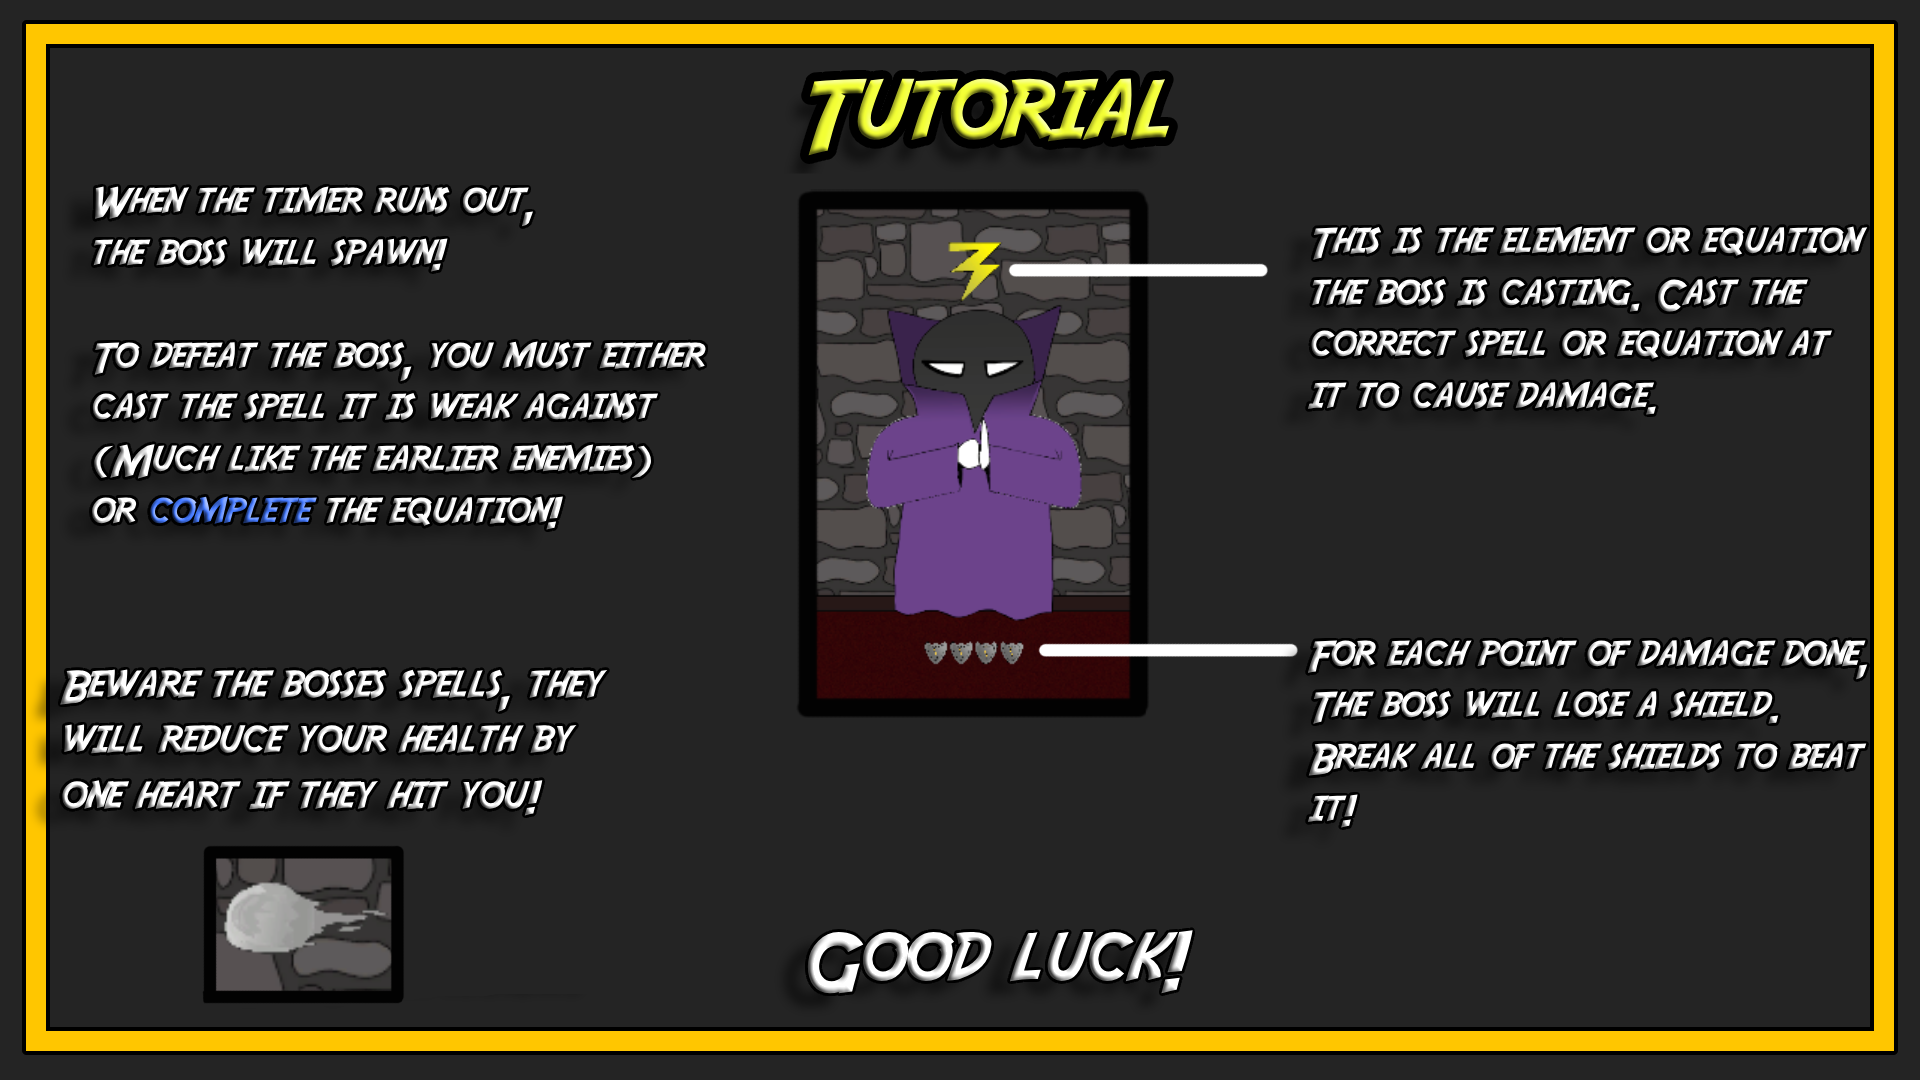 Tutorial
When the timer runs out,
the boss will spawn!
To defeat the boss, you must either
cast the spell it is weak against
(Much like the earlier enemies)
or complete the equation!
Beware the bosses spells, they
will reduce your health by
one heart if they hit you!
This is the element or equation
the boss is casting. Cast the
correct spell or equation at
it to cause damage.
For each point of damage done,
The boss will lose a shield.
Break all of the shields to beat
it!
Good luck!